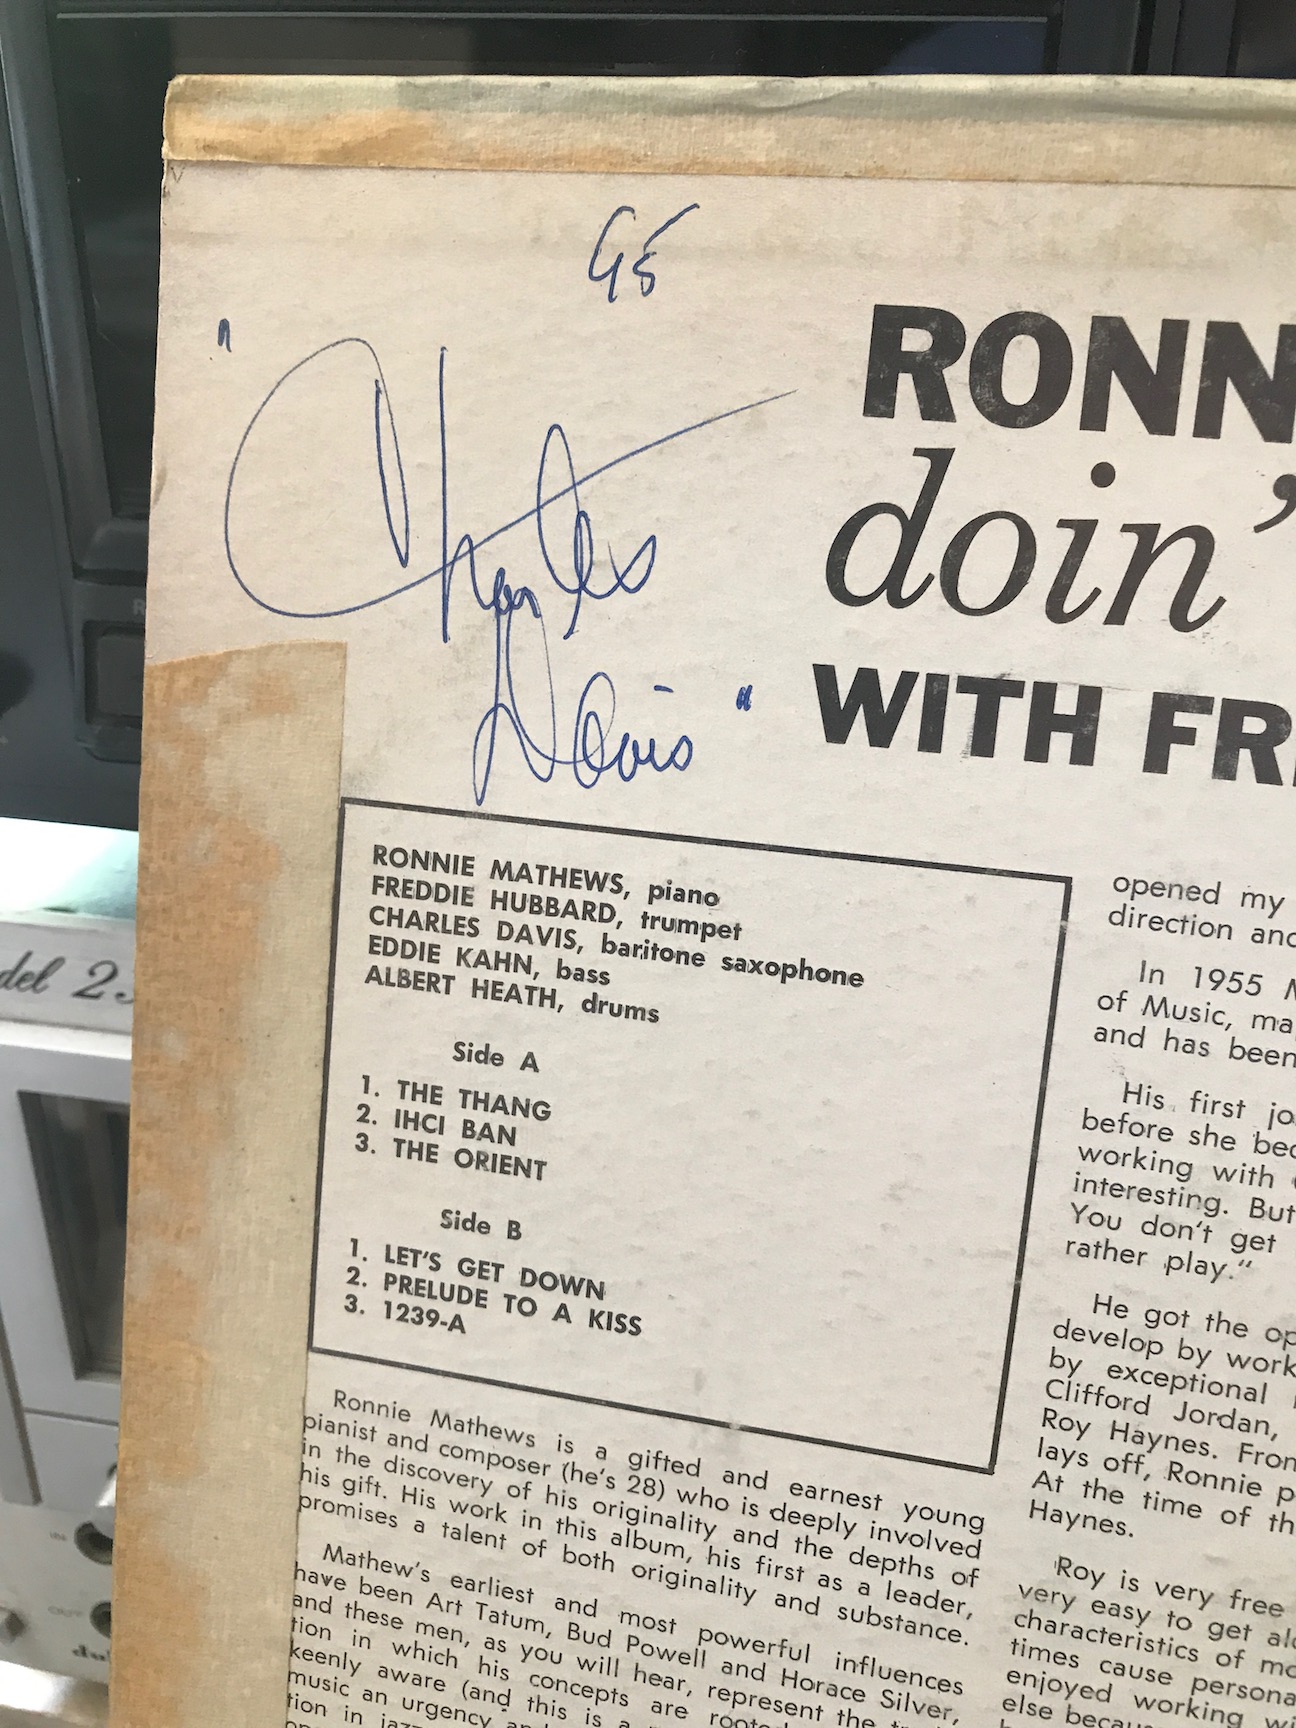 G5
"Charles
Davis"
RONN
doin'
WITH FR
RONNIE MATHEWS, piano
FREDDIE HUBBARD, trumpet
CHARLES DAVIS, baritone saxophone
EDDIE KAHN, bass
ALBERT HEATH, drums
Side A
1. THE THANG
2. IHCI BAN
3. THE ORIENT
Side B
1. LET'S GET DOWN
2. PRELUDE TO A KISS
3. 1239-A
Ronnie Mathews is a gifted and earnest young
pianist and composer (he's 28) who is deeply involved
in the discovery of his originality and the depths of
his gift. His work in this album, his first as a leader,
promises a talent of both originality and substance.
Mathew's earliest and most powerful influences
have been Art Tatum, Bud Powell and Horace Silver,
and these men, as you will hear, represent the
tion in which his concepts are
keenly aware (and this is a
music an urgency
tion in
opened my
direction and
In 1955
of Music,
and has been
His first
before she
working with
interesting. But
You don't get
rather play."
He got the
develop by work
by exceptional
Clifford Jordan,
Roy Haynes. From
lays off, Ronnie
At the time of
Haynes.
Roy is very free
very easy to get
characteristics of
times cause persona
enjoyed working
else
del 2